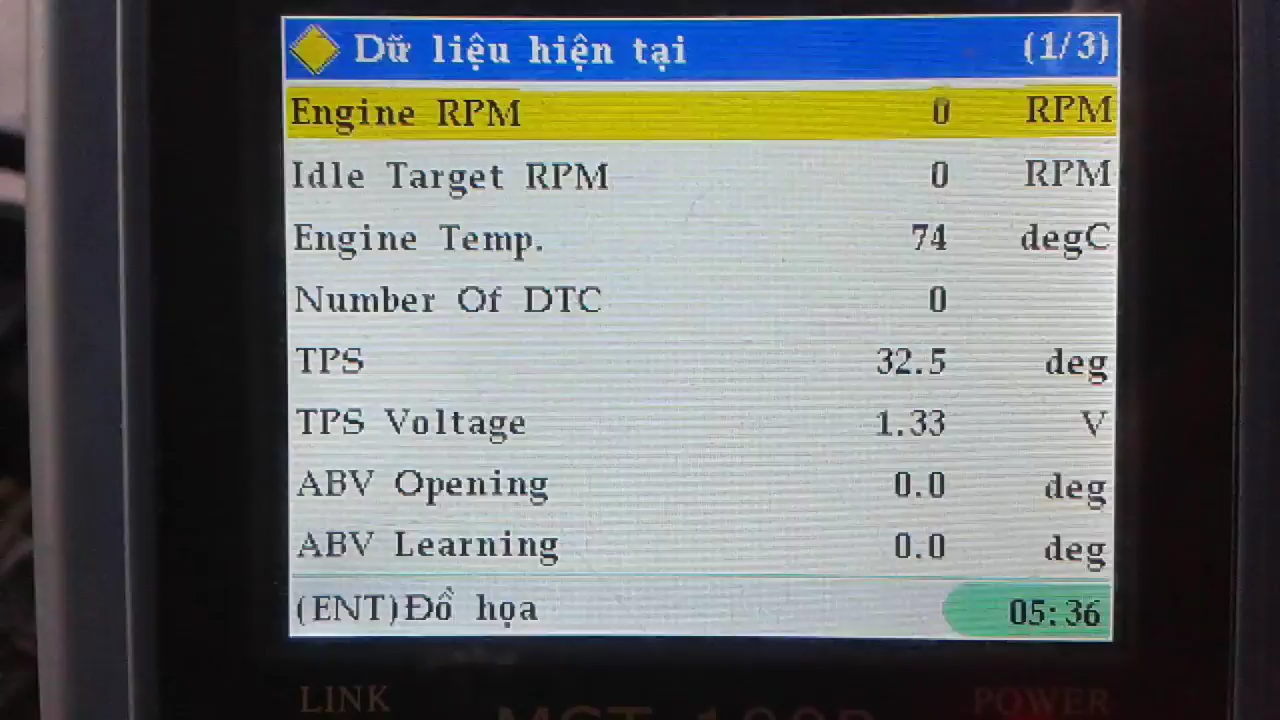 Dữ liệu hiện tại (1/3)
Engine RPM 0 RPM
Idle Target RPM 0 RPM
Engine Temp. 74 degC
Number Of DTC 0
TPS 32.5 deg
TPS Voltage 1.33 V
ABV Opening 0.0 deg
ABV Learning 0.0 deg
(ENT)Đồ họa 05:36
LINK POWER